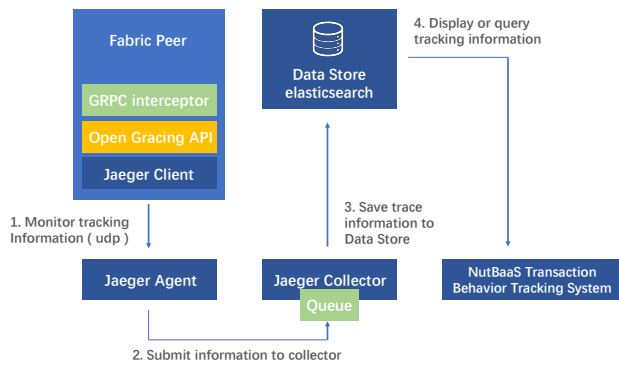 Fabric Peer
GRPC interceptor
Open Gracing API
Jaeger Client
1. Monitor tracking
Information ( udp )
Jaeger Agent
2. Submit information to collector
Jaeger Collector
Queue
3. Save trace
information to
Data Store
Data Store
elasticsearch
4. Display or query
tracking information
NutBaaS Transaction
Behavior Tracking System